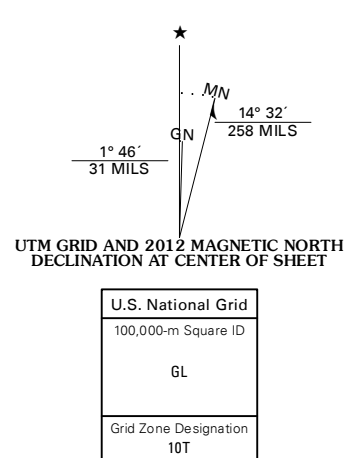 ★
MN
14° 32´
258 MILS
GN
1° 46´
31 MILS
UTM GRID AND 2012 MAGNETIC NORTH
DECLINATION AT CENTER OF SHEET
U.S. National Grid
100,000-m Square ID
GL
Grid Zone Designation
10T